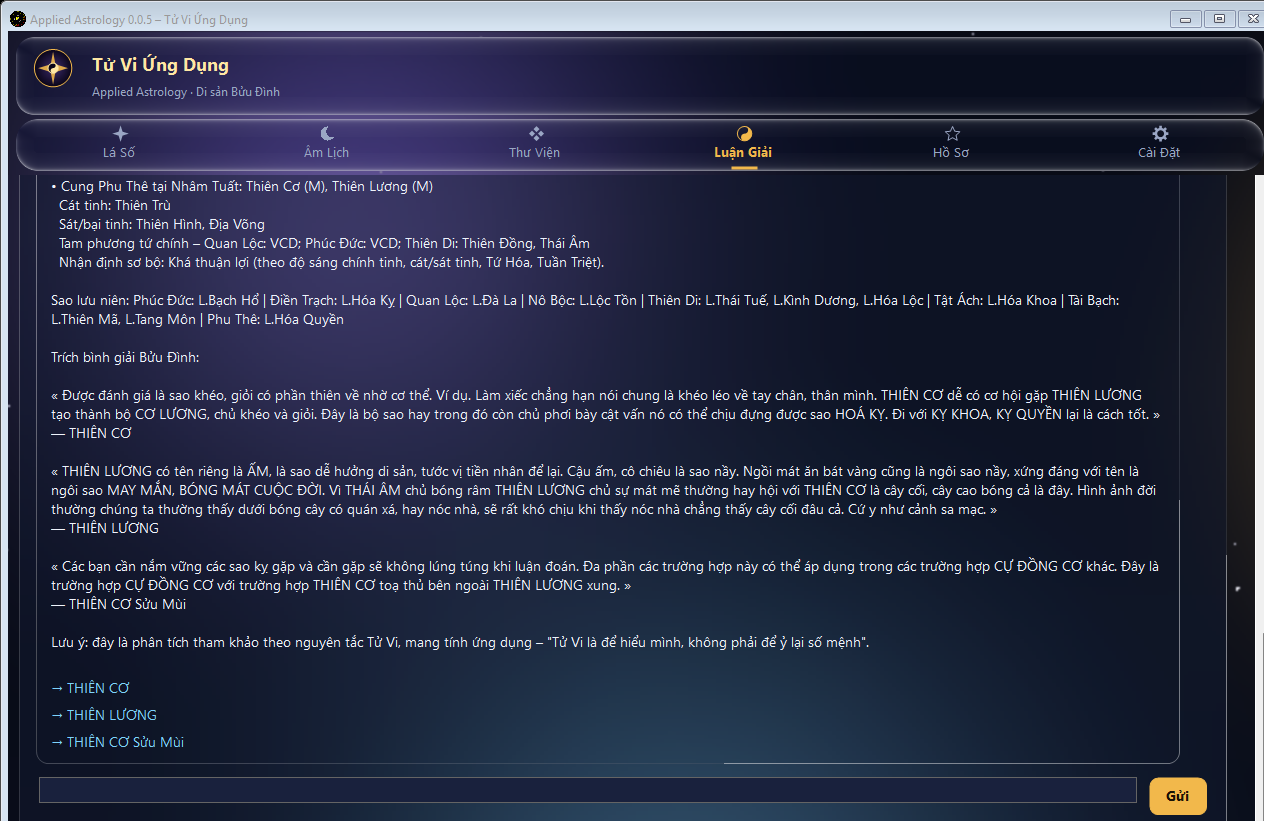 Applied Astrology 0.0.5 – Tử Vi Ứng Dụng
Tử Vi Ứng Dụng
Applied Astrology · Di sản Bửu Đình
Lá Số
Âm Lịch
Thư Viện
Luận Giải
Hồ Sơ
Cài Đặt
• Cung Phu Thê tại Nhâm Tuất: Thiên Cơ (M), Thiên Lương (M)
Cát tinh: Thiên Trù
Sát/bại tinh: Thiên Hình, Địa Võng
Tam phương tứ chính – Quan Lộc: VCD; Phúc Đức: VCD; Thiên Di: Thiên Đồng, Thái Âm
Nhận định sơ bộ: Khá thuận lợi (theo độ sáng chính tinh, cát/sát tinh, Tứ Hóa, Tuần Triệt).
Sao lưu niên: Phúc Đức: L.Bạch Hổ | Điền Trạch: L.Hóa Kỵ | Quan Lộc: L.Đà La | Nô Bộc: L.Lộc Tồn | Thiên Di: L.Thái Tuế, L.Kình Dương, L.Hóa Lộc | Tật Ách: L.Hóa Khoa | Tài Bạch:
L.Thiên Mã, L.Tang Môn | Phu Thê: L.Hóa Quyền
Trích bình giải Bửu Đình:
« Được đánh giá là sao khéo, giỏi có phần thiên về nhờ cơ thể. Ví dụ. Làm xiếc chẳng hạn nói chung là khéo léo về tay chân, thân mình. THIÊN CƠ dễ có cơ hội gặp THIÊN LƯƠNG
tạo thành bộ CƠ LƯƠNG, chủ khéo và giỏi. Đây là bộ sao hay trong đó còn chủ phơi bày cật vấn nó có thể chịu đựng được sao HOÁ KỴ. Đi với KỴ KHOA, KỴ QUYỀN lại là cách tốt. »
— THIÊN CƠ
« THIÊN LƯƠNG có tên riêng là ẤM, là sao dễ hưởng di sản, tước vị tiền nhân để lại. Cậu ấm, cô chiêu là sao nầy. Ngồi mát ăn bát vàng cũng là ngôi sao nầy, xứng đáng với tên là
ngôi sao MAY MẮN, BÓNG MÁT CUỘC ĐỜI. Vì THÁI ÂM chủ bóng râm THIÊN LƯƠNG chủ sự mát mẽ thường hay hội với THIÊN CƠ là cây cối, cây cao bóng cả là đây. Hình ảnh đời
thường chúng ta thường thấy dưới bóng cây có quán xá, hay nóc nhà, sẽ rất khó chịu khi thấy nóc nhà chẳng thấy cây cối đâu cả. Cứ y như cảnh sa mạc. »
— THIÊN LƯƠNG
« Các bạn cần nắm vững các sao kỵ gặp và cần gặp sẽ không lúng túng khi luận đoán. Đa phần các trường hợp này có thể áp dụng trong các trường hợp CỰ ĐỒNG CƠ khác. Đây là
trường hợp CỰ ĐỒNG CƠ với trường hợp THIÊN CƠ toạ thủ bên ngoài THIÊN LƯƠNG xung. »
— THIÊN CƠ Sửu Mùi
Lưu ý: đây là phân tích tham khảo theo nguyên tắc Tử Vi, mang tính ứng dụng – "Tử Vi là để hiểu mình, không phải để ỷ lại số mệnh".
→ THIÊN CƠ
→ THIÊN LƯƠNG
→ THIÊN CƠ Sửu Mùi
Gửi